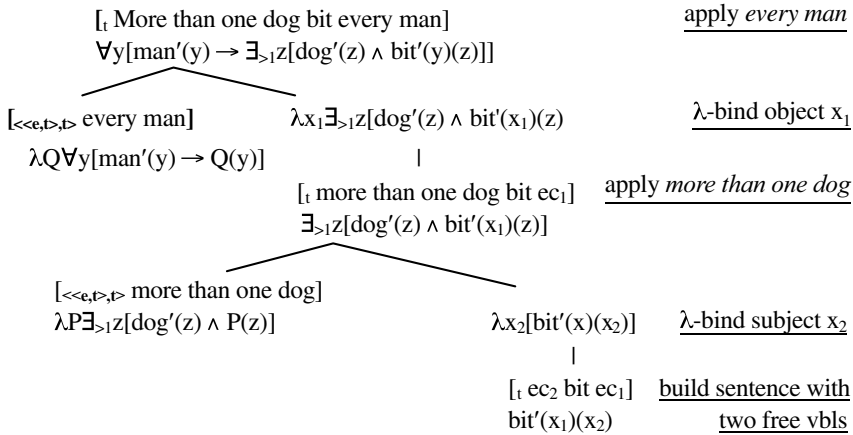 [t More than one dog bit every man] apply every man
∀y[man′(y) → ∃>1z[dog′(z) ∧ bit′(y)(z)]]
[<<e,t>,t> every man] λx1∃>1z[dog′(z) ∧ bit'(x1)(z) λ-bind object x1
λQ∀y[man′(y) → Q(y)]
[t more than one dog bit ec1] apply more than one dog
∃>1z[dog′(z) ∧ bit′(x1)(z)]
[<<e,t>,t> more than one dog]
λP∃>1z[dog′(z) ∧ P(z)] λx2[bit′(x)(x2)] λ-bind subject x2
[t ec2 bit ec1] build sentence with
bit′(x1)(x2) two free vbls